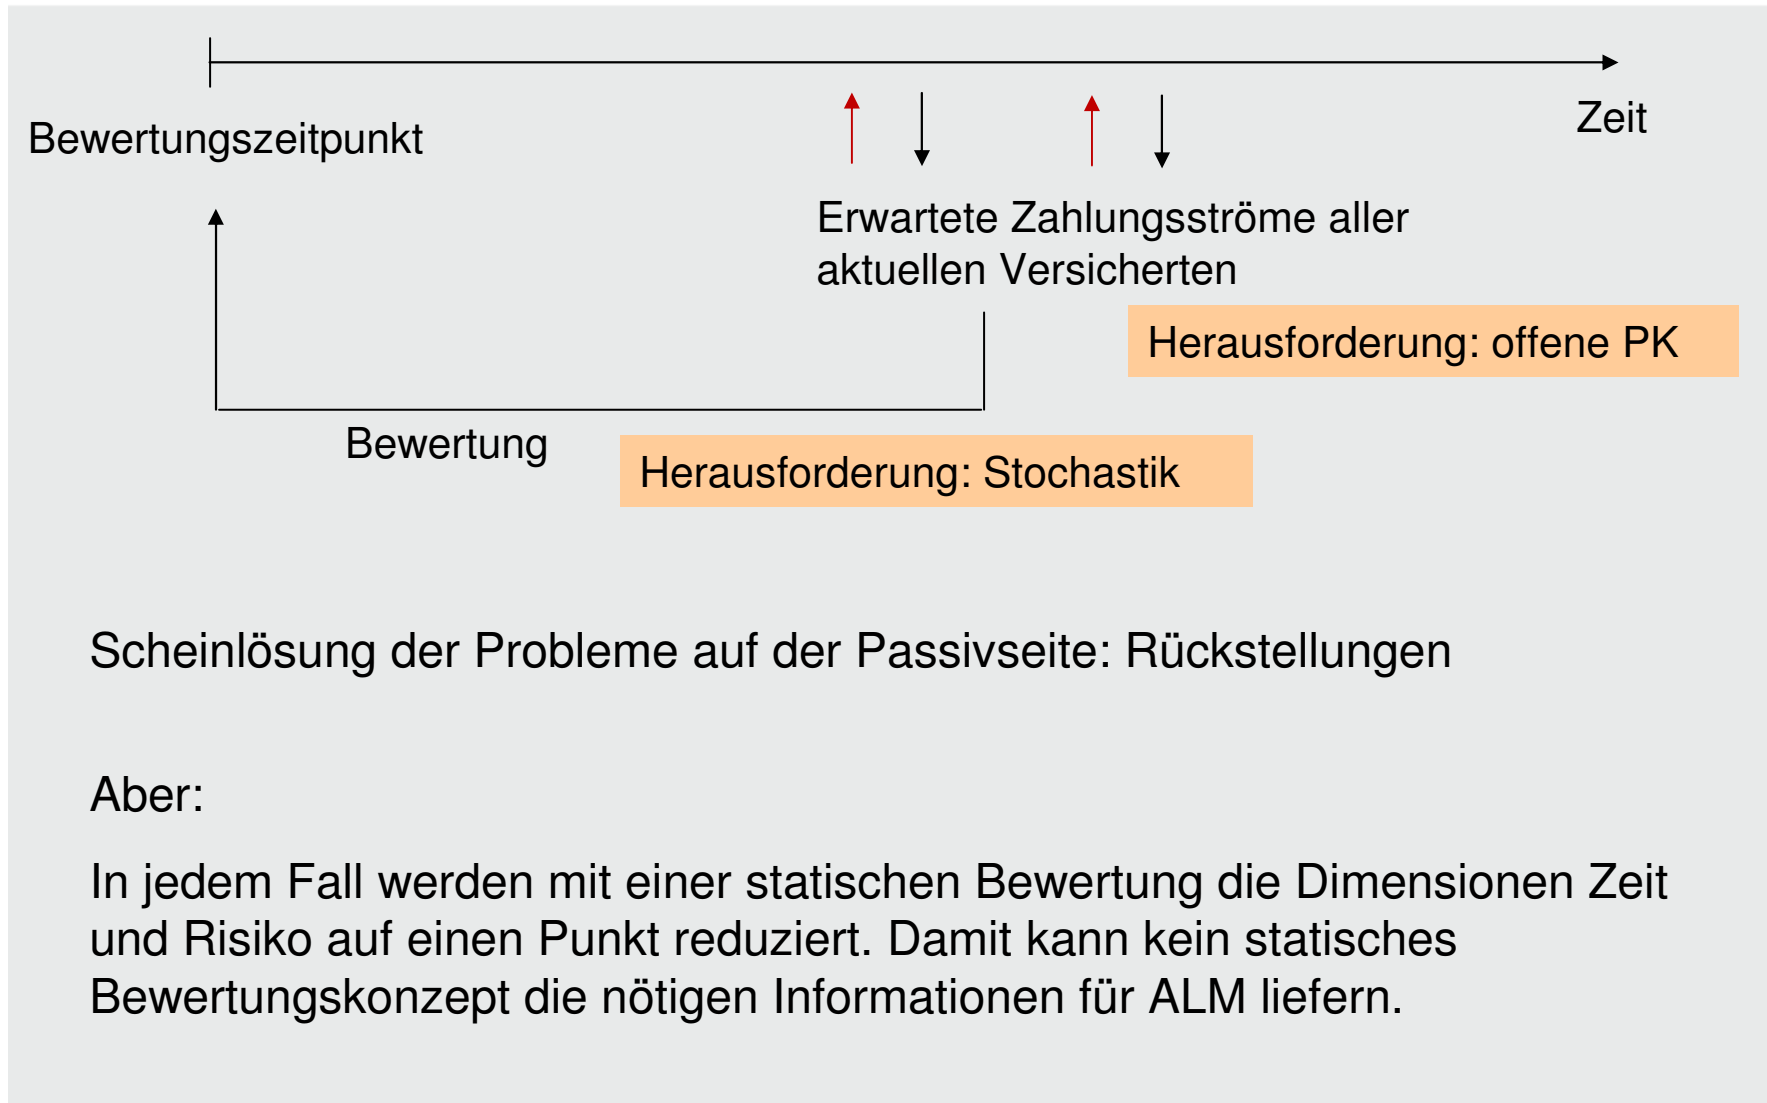 Bewertungszeitpunkt
Zeit
Erwartete Zahlungsströme aller
aktuellen Versicherten
Herausforderung: offene PK
Bewertung
Herausforderung: Stochastik
Scheinlösung der Probleme auf der Passivseite: Rückstellungen
Aber:
In jedem Fall werden mit einer statischen Bewertung die Dimensionen Zeit
und Risiko auf einen Punkt reduziert. Damit kann kein statisches
Bewertungskonzept die nötigen Informationen für ALM liefern.